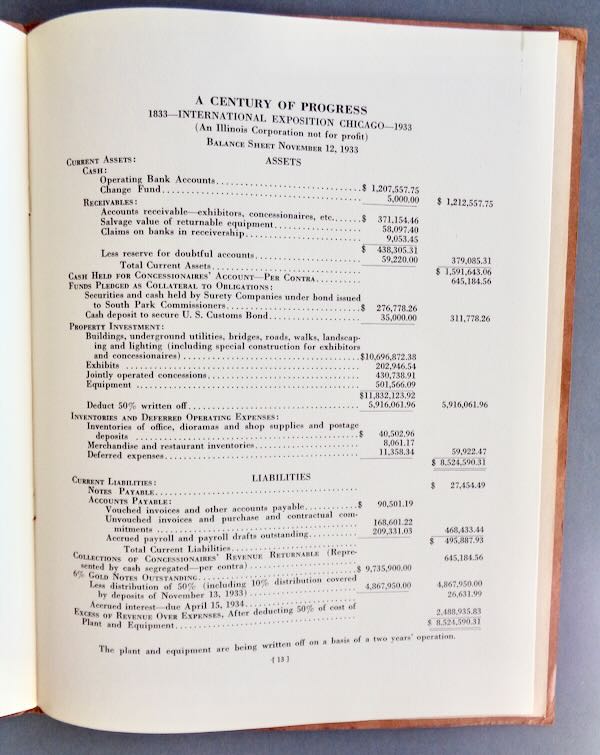 A CENTURY OF PROGRESS
1833—INTERNATIONAL EXPOSITION CHICAGO—1933
(An Illinois Corporation not for profit)
BALANCE SHEET NOVEMBER 12, 1933
ASSETS
CURRENT ASSETS:
CASH:
Operating Bank Accounts $ 1,207,557.75
Change Fund 5,000.00 $ 1,212,557.75
RECEIVABLES:
Accounts receivable—exhibitors, concessionaires, etc. $ 371,154.46
Salvage value of returnable equipment 58,097.40
Claims on banks in receivership 9,053.45
$ 438,305.31
Less reserve for doubtful accounts 59,220.00 379,085.31
Total Current Assets $ 1,591,643.06
CASH HELD FOR CONCESSIONAIRES' ACCOUNT—PER CONTRA 645,184.56
FUNDS PLEDGED AS COLLATERAL TO OBLIGATIONS:
Securities and cash held by Surety Companies under bond issued
to South Park Commissioners $ 276,778.26
Cash deposit to secure U. S. Customs Bond 35,000.00 311,778.26
PROPERTY INVESTMENT:
Buildings, underground utilities, bridges, roads, walks, landscap-
ing and lighting (including special construction for exhibitors
and concessionaires) $10,696,872.38
Exhibits 202,946.54
Jointly operated concessions 430,738.91
Equipment 501,566.09
$11,832,123.92
Deduct 50% written off 5,916,061.96 5,916,061.96
INVENTORIES AND DEFERRED OPERATING EXPENSES:
Inventories of office, dioramas and shop supplies and postage
deposits $ 40,502.96
Merchandise and restaurant inventories 8,061.17
Deferred expenses 11,358.34 59,922.47
$ 8,524,590.31
LIABILITIES
CURRENT LIABILITIES:
NOTES PAYABLE $ 27,454.49
ACCOUNTS PAYABLE:
Vouched invoices and other accounts payable $ 90,501.19
Unvouched invoices and purchase and contractual com-
mitments 168,601.22
Accrued payroll and payroll drafts outstanding 209,331.03 468,433.44
Total Current Liabilities $ 495,887.93
COLLECTIONS OF CONCESSIONAIRES' REVENUE RETURNABLE (Repre-
sented by cash segregated—per contra) 645,184.56
6% GOLD NOTES OUTSTANDING $ 9,735,900.00
Less distribution of 50% (including 10% distribution covered
by deposits of November 13, 1933) 4,867,950.00 4,867,950.00
Accrued interest—due April 15, 1934 26,631.99
EXCESS OF REVENUE OVER EXPENSES, After deducting 50% of cost of
Plant and Equipment 2,488,935.83
$ 8,524,590.31
The plant and equipment are being written off on a basis of a two years' operation.
[ 13 ]